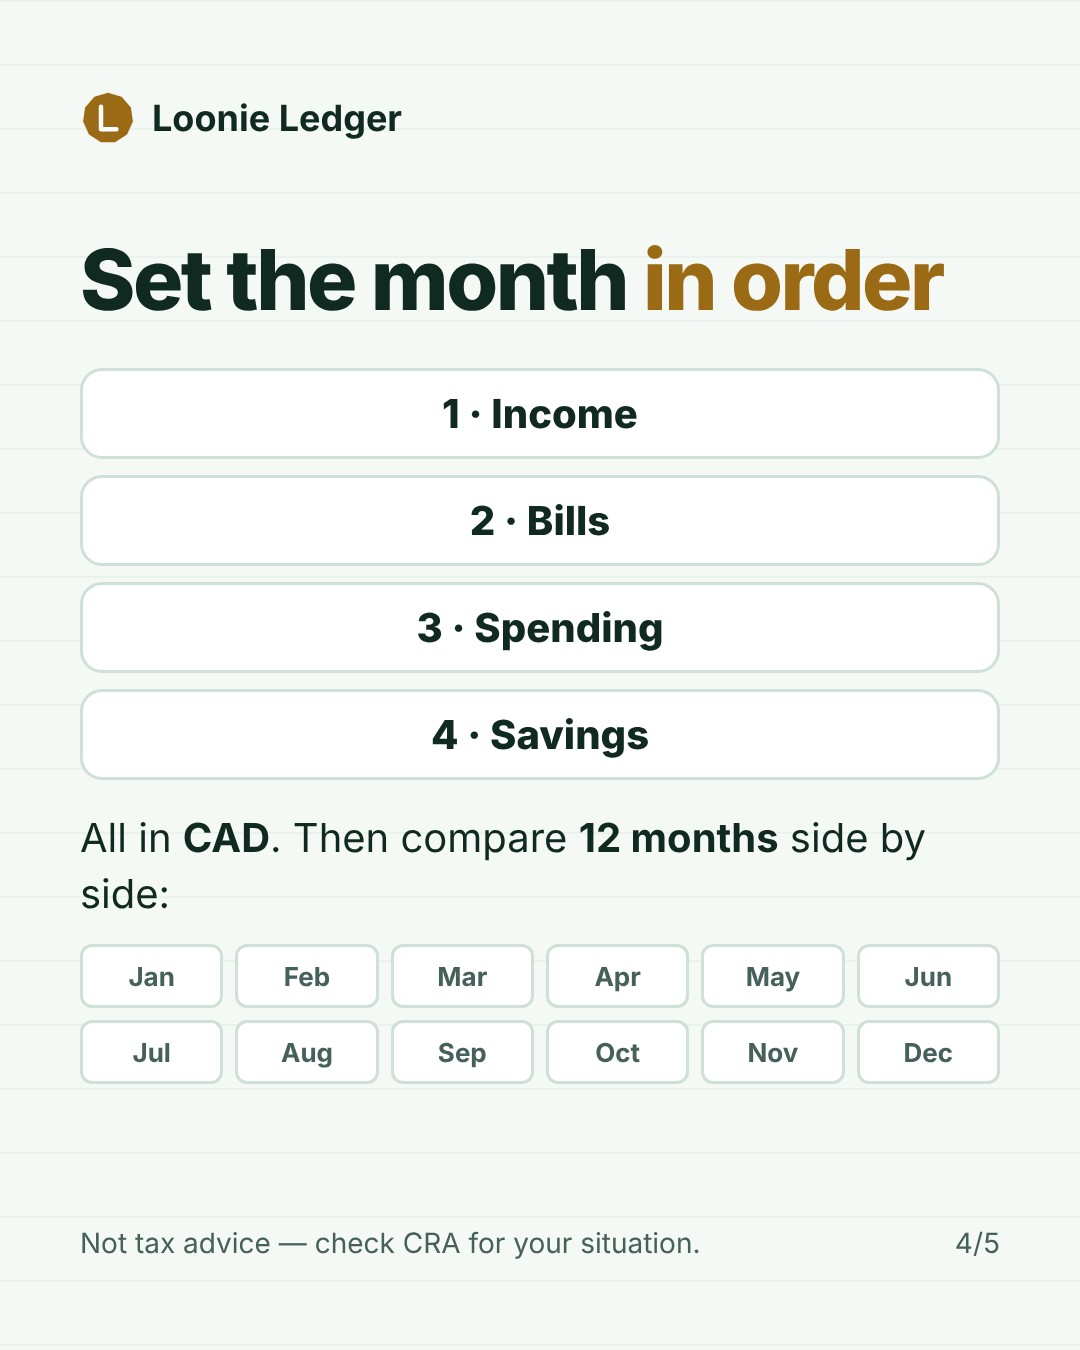 L Loonie Ledger
Set the month in order
1 · Income
2 · Bills
3 · Spending
4 · Savings
All in CAD. Then compare 12 months side by
side:
Jan Feb Mar Apr May Jun
Jul Aug Sep Oct Nov Dec
Not tax advice — check CRA for your situation. 4/5